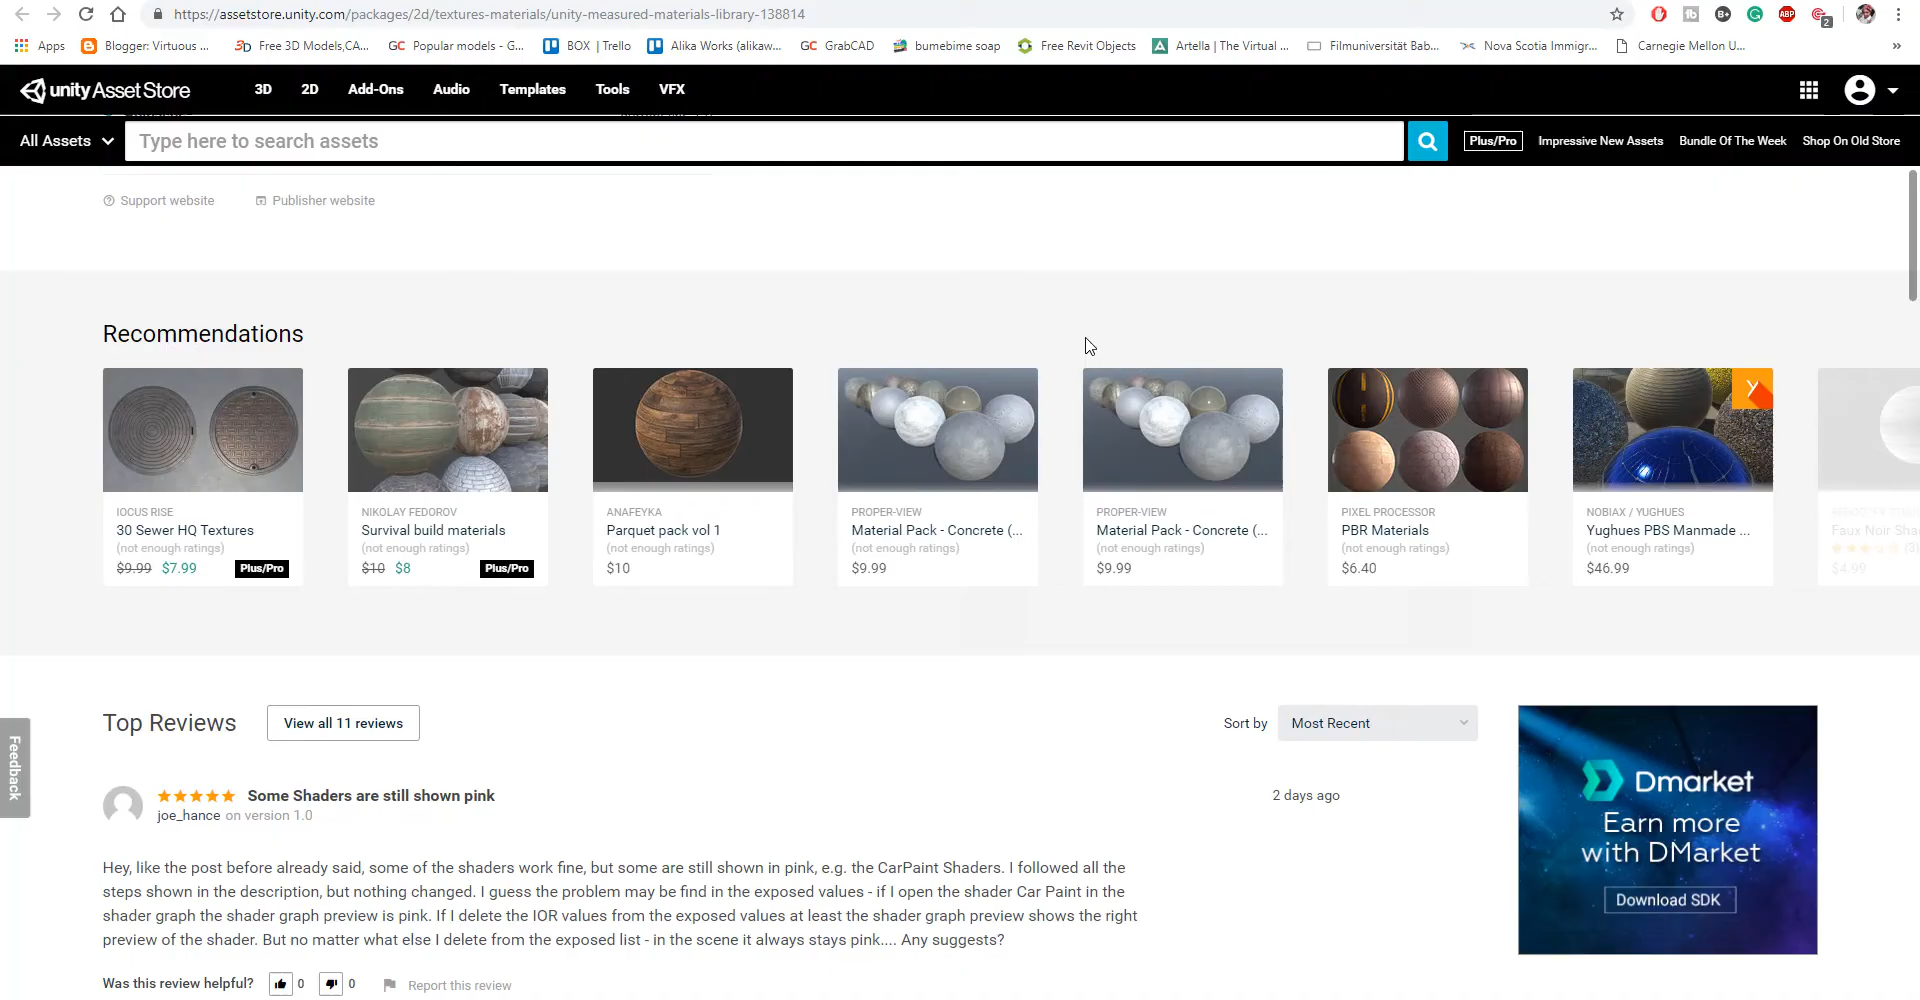 https://assetstore.unity.com/packages/2d/textures-materials/unity-measured-materials-library-138814
2
Apps Blogger: Virtuous ... Free 3D Models,CA... GC Popular models - G... BOX | Trello Alika Works (alikaw... GC GrabCAD bumebime soap Free Revit Objects Artella | The Virtual ... Filmuniversität Bab... Nova Scotia Immigr... Carnegie Mellon U... »
unity Asset Store 3D 2D Add-Ons Audio Templates Tools VFX
All Assets Type here to search assets Plus/Pro Impressive New Assets Bundle Of The Week Shop On Old Store
Support website Publisher website
Recommendations
IOCUS RISE
30 Sewer HQ Textures
(not enough ratings)
$9.99 $7.99 Plus/Pro
NIKOLAY FEDOROV
Survival build materials
(not enough ratings)
$10 $8 Plus/Pro
ANAFEYKA
Parquet pack vol 1
(not enough ratings)
$10
PROPER-VIEW
Material Pack - Concrete (...
(not enough ratings)
$9.99
PROPER-VIEW
Material Pack - Concrete (...
(not enough ratings)
$9.99
PIXEL PROCESSOR
PBR Materials
(not enough ratings)
$6.40
NOBIAX / YUGHUES
Yughues PBS Manmade ...
(not enough ratings)
$46.99
Faux Noir Sha
(3)
$4.99
Top Reviews View all 11 reviews Sort by Most Recent
Feedback
Some Shaders are still shown pink 2 days ago
joe_hance on version 1.0
Hey, like the post before already said, some of the shaders work fine, but some are still shown in pink, e.g. the CarPaint Shaders. I followed all the
steps shown in the description, but nothing changed. I guess the problem may be find in the exposed values - if I open the shader Car Paint in the
shader graph the shader graph preview is pink. If I delete the IOR values from the exposed values at least the shader graph preview shows the right
preview of the shader. But no matter what else I delete from the exposed list - in the scene it always stays pink.... Any suggests?
Was this review helpful? 0 0 Report this review
Dmarket
Earn more
with DMarket
Download SDK